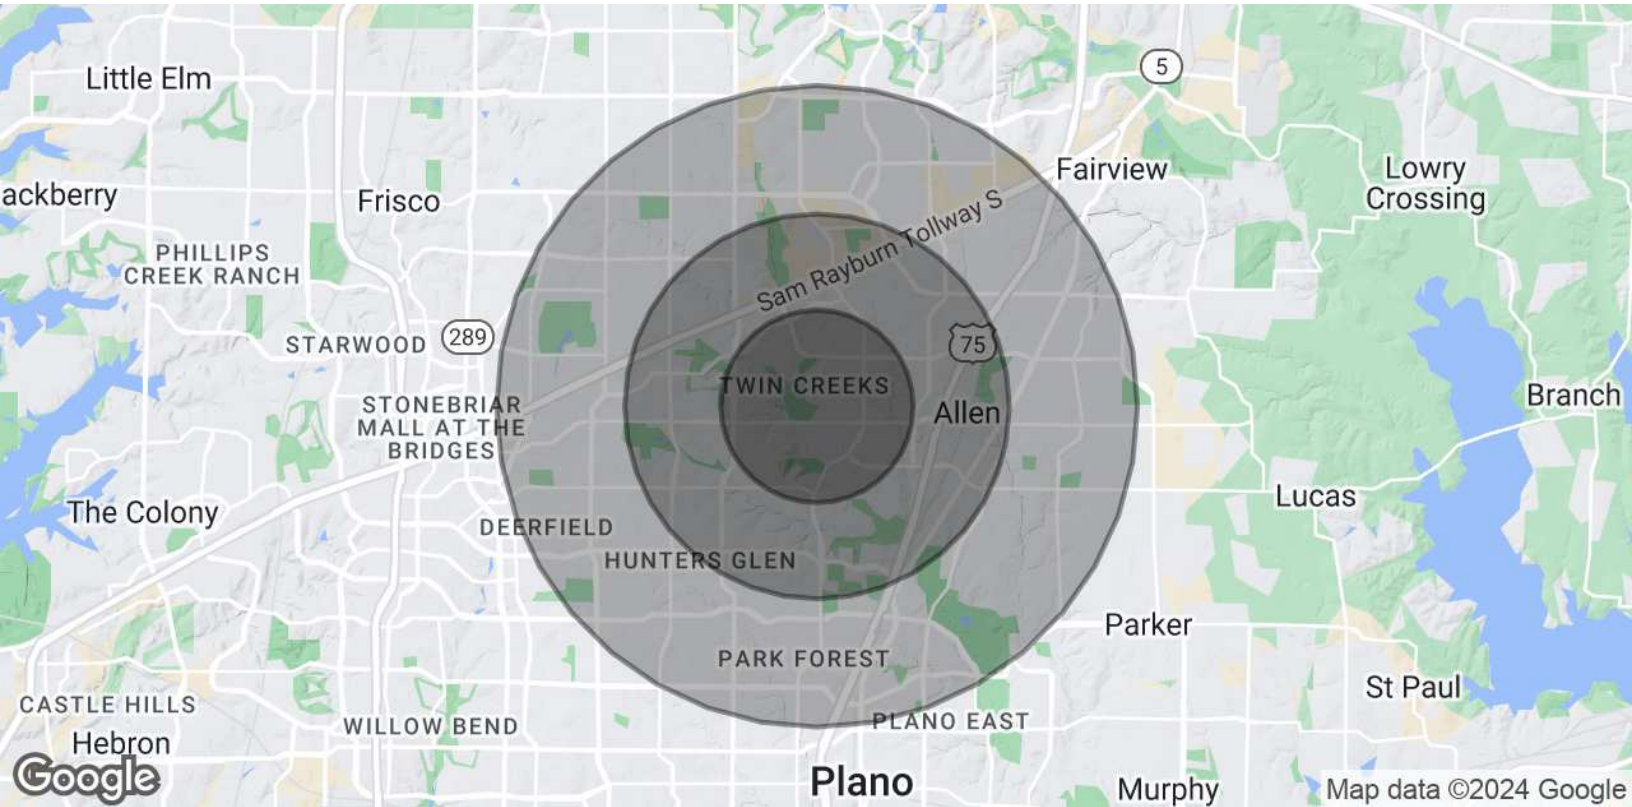 5
Little Elm
Fairview
Lowry
Crossing
ackberry
Frisco
Sam Rayburn Tollway S
PHILLIPS
CREEK RANCH
289
STARWOOD
75
TWIN CREEKS
Allen
Branch
STONEBRIAR
MALL AT THE
BRIDGES
Lucas
The Colony
DEERFIELD
HUNTERS GLEN
Parker
PARK FOREST
St Paul
CASTLE HILLS
WILLOW BEND
PLANO EAST
Hebron
Google
Plano
Murphy
Map data ©2024 Google